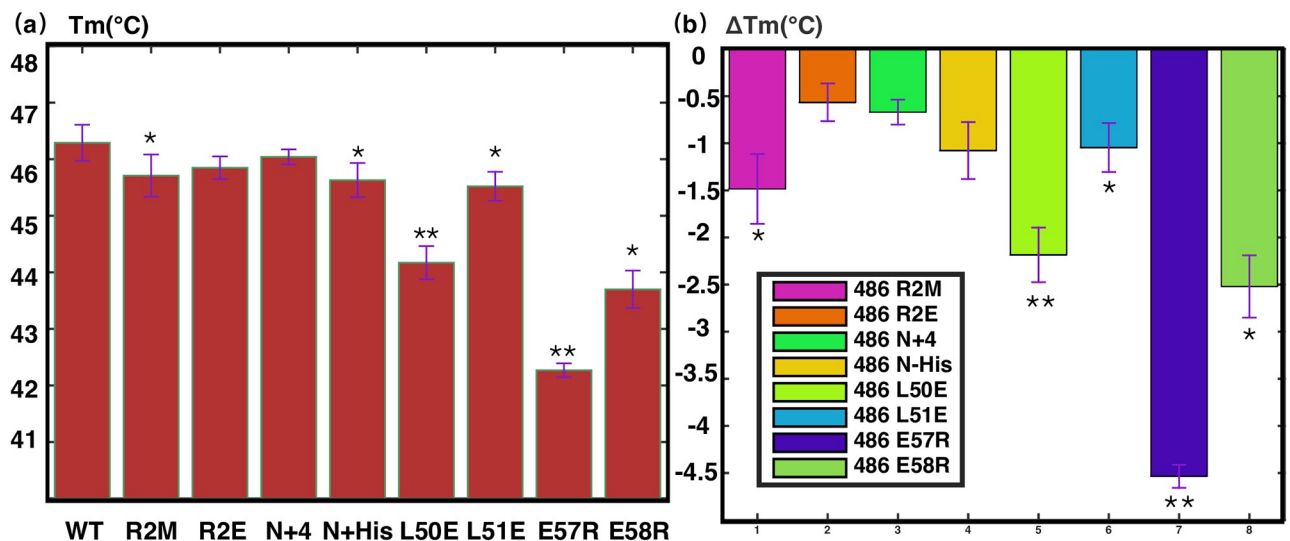 (a) Tm(°C)
48
47
46
45
44
43
42
41
*
*
**
*
**
*
WT R2M R2E N+4 N+His L50E L51E E57R E58R
(b) ΔTm(°C)
0
-0.5
-1
-1.5
-2
-2.5
-3
-3.5
-4
-4.5
*
**
*
**
*
486 R2M
486 R2E
486 N+4
486 N-His
486 L50E
486 L51E
486 E57R
486 E58R
1 2 3 4 5 6 7 8